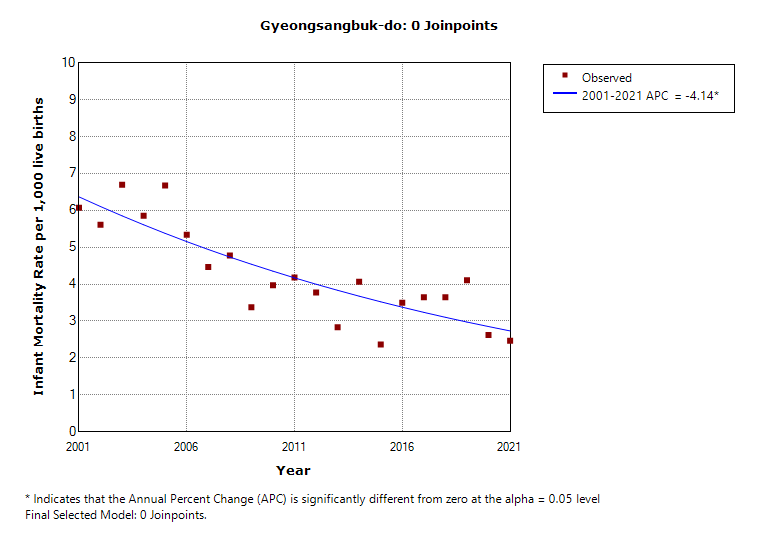 Gyeongsangbuk-do: 0 Joinpoints
10
9
8
7
6
5
4
3
2
1
0
Infant Mortality Rate per 1,000 live births
2001
2006
2011
2016
2021
Year
Observed
2001-2021 APC = -4.14*
* Indicates that the Annual Percent Change (APC) is significantly different from zero at the alpha = 0.05 level
Final Selected Model: 0 Joinpoints.